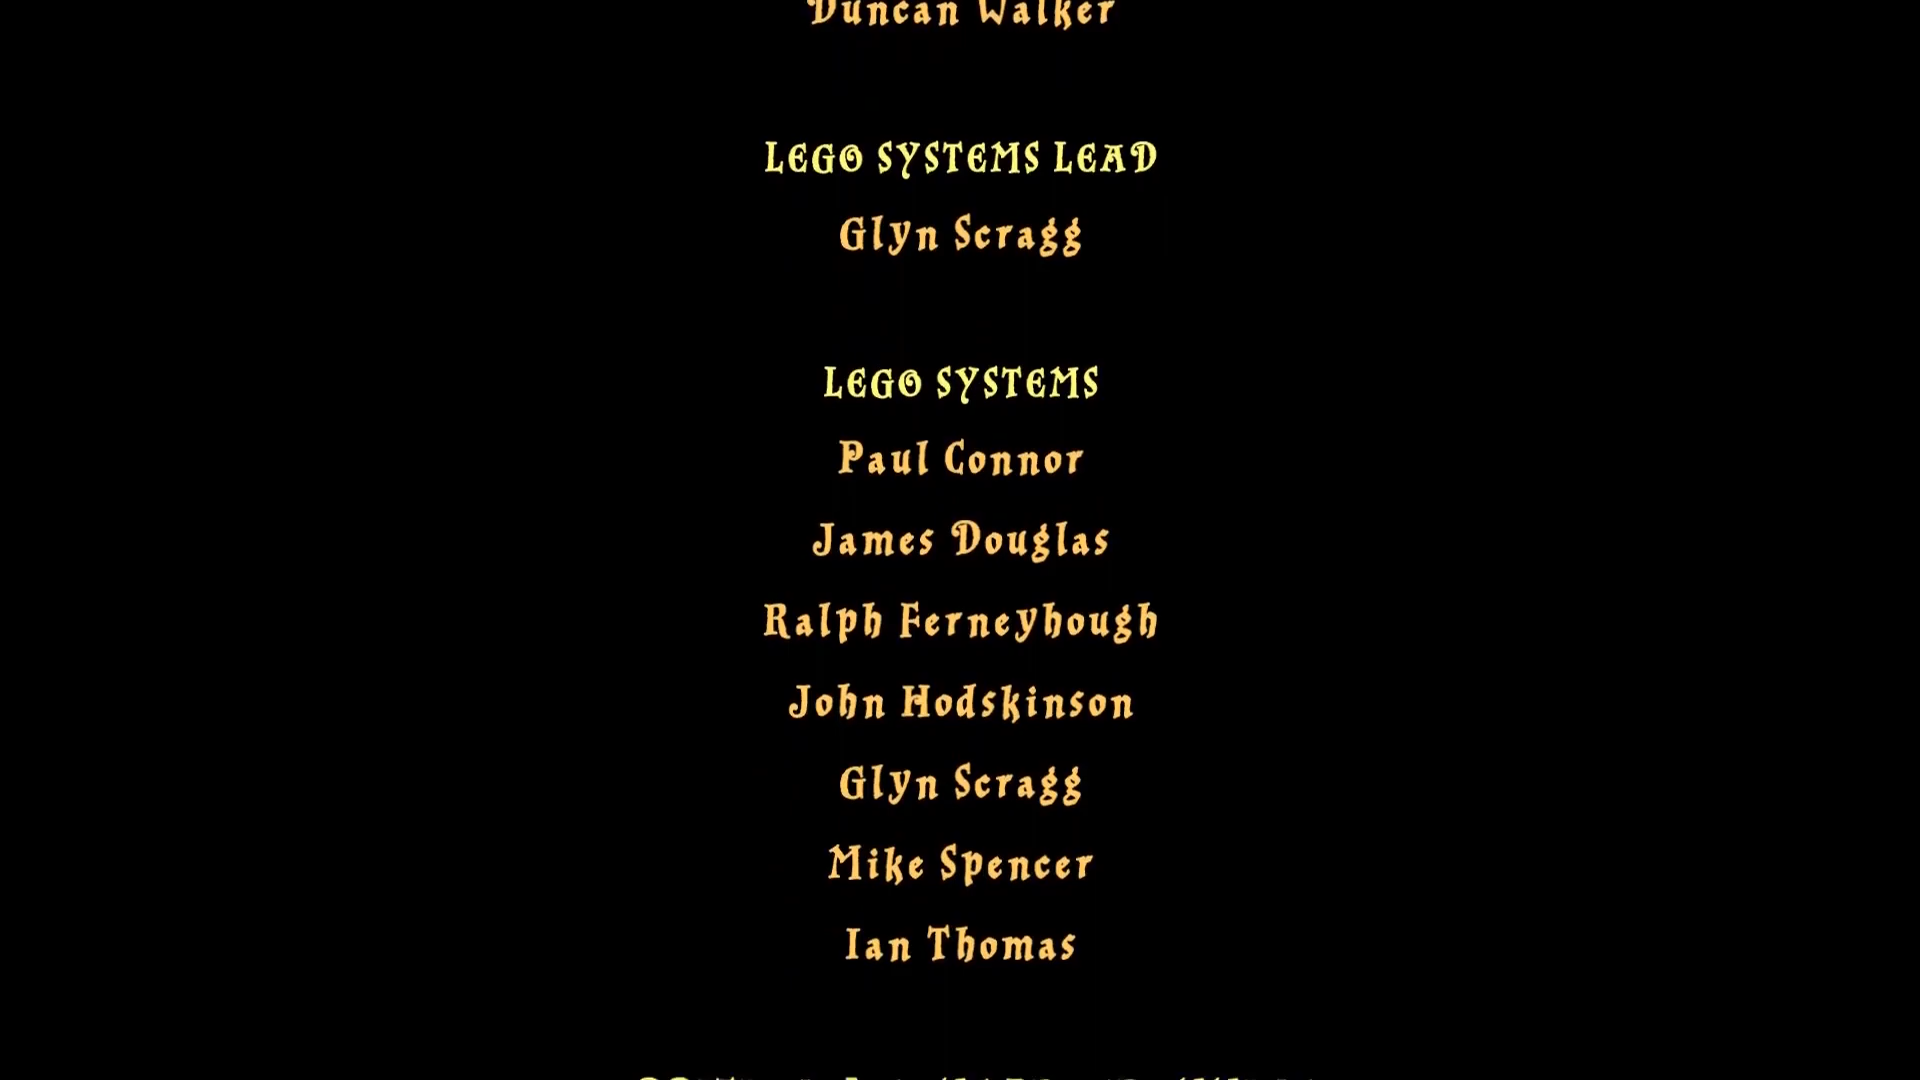 Duncan Walker
LEGO SYSTEMS LEAD
Glyn Scragg
LEGO SYSTEMS
Paul Connor
James Douglas
Ralph Ferneyhough
John Hodskinson
Glyn Scragg
Mike Spencer
Ian Thomas